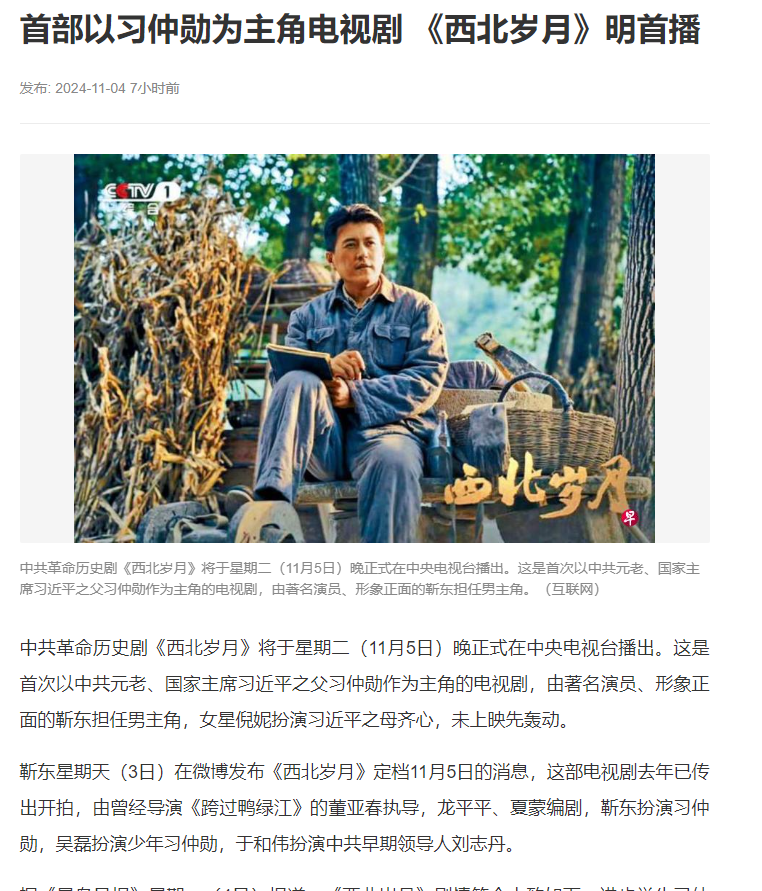 首部以习仲勋为主角电视剧 《西北岁月》明首播
发布: 2024-11-04 7小时前
CCTV 1
综合
西北岁月
早
中共革命历史剧《西北岁月》将于星期二（11月5日）晚正式在中央电视台播出。这是首次以中共元老、国家主
席习近平之父习仲勋作为主角的电视剧，由著名演员、形象正面的靳东担任男主角。（互联网）
中共革命历史剧《西北岁月》将于星期二（11月5日）晚正式在中央电视台播出。这是
首次以中共元老、国家主席习近平之父习仲勋作为主角的电视剧，由著名演员、形象正
面的靳东担任男主角，女星倪妮扮演习近平之母齐心，未上映先轰动。
靳东星期天（3日）在微博发布《西北岁月》定档11月5日的消息，这部电视剧去年已传
出开拍，由曾经导演《跨过鸭绿江》的董亚春执导，龙平平、夏蒙编剧，靳东扮演习仲
勋，吴磊扮演少年习仲勋，于和伟扮演中共早期领导人刘志丹。